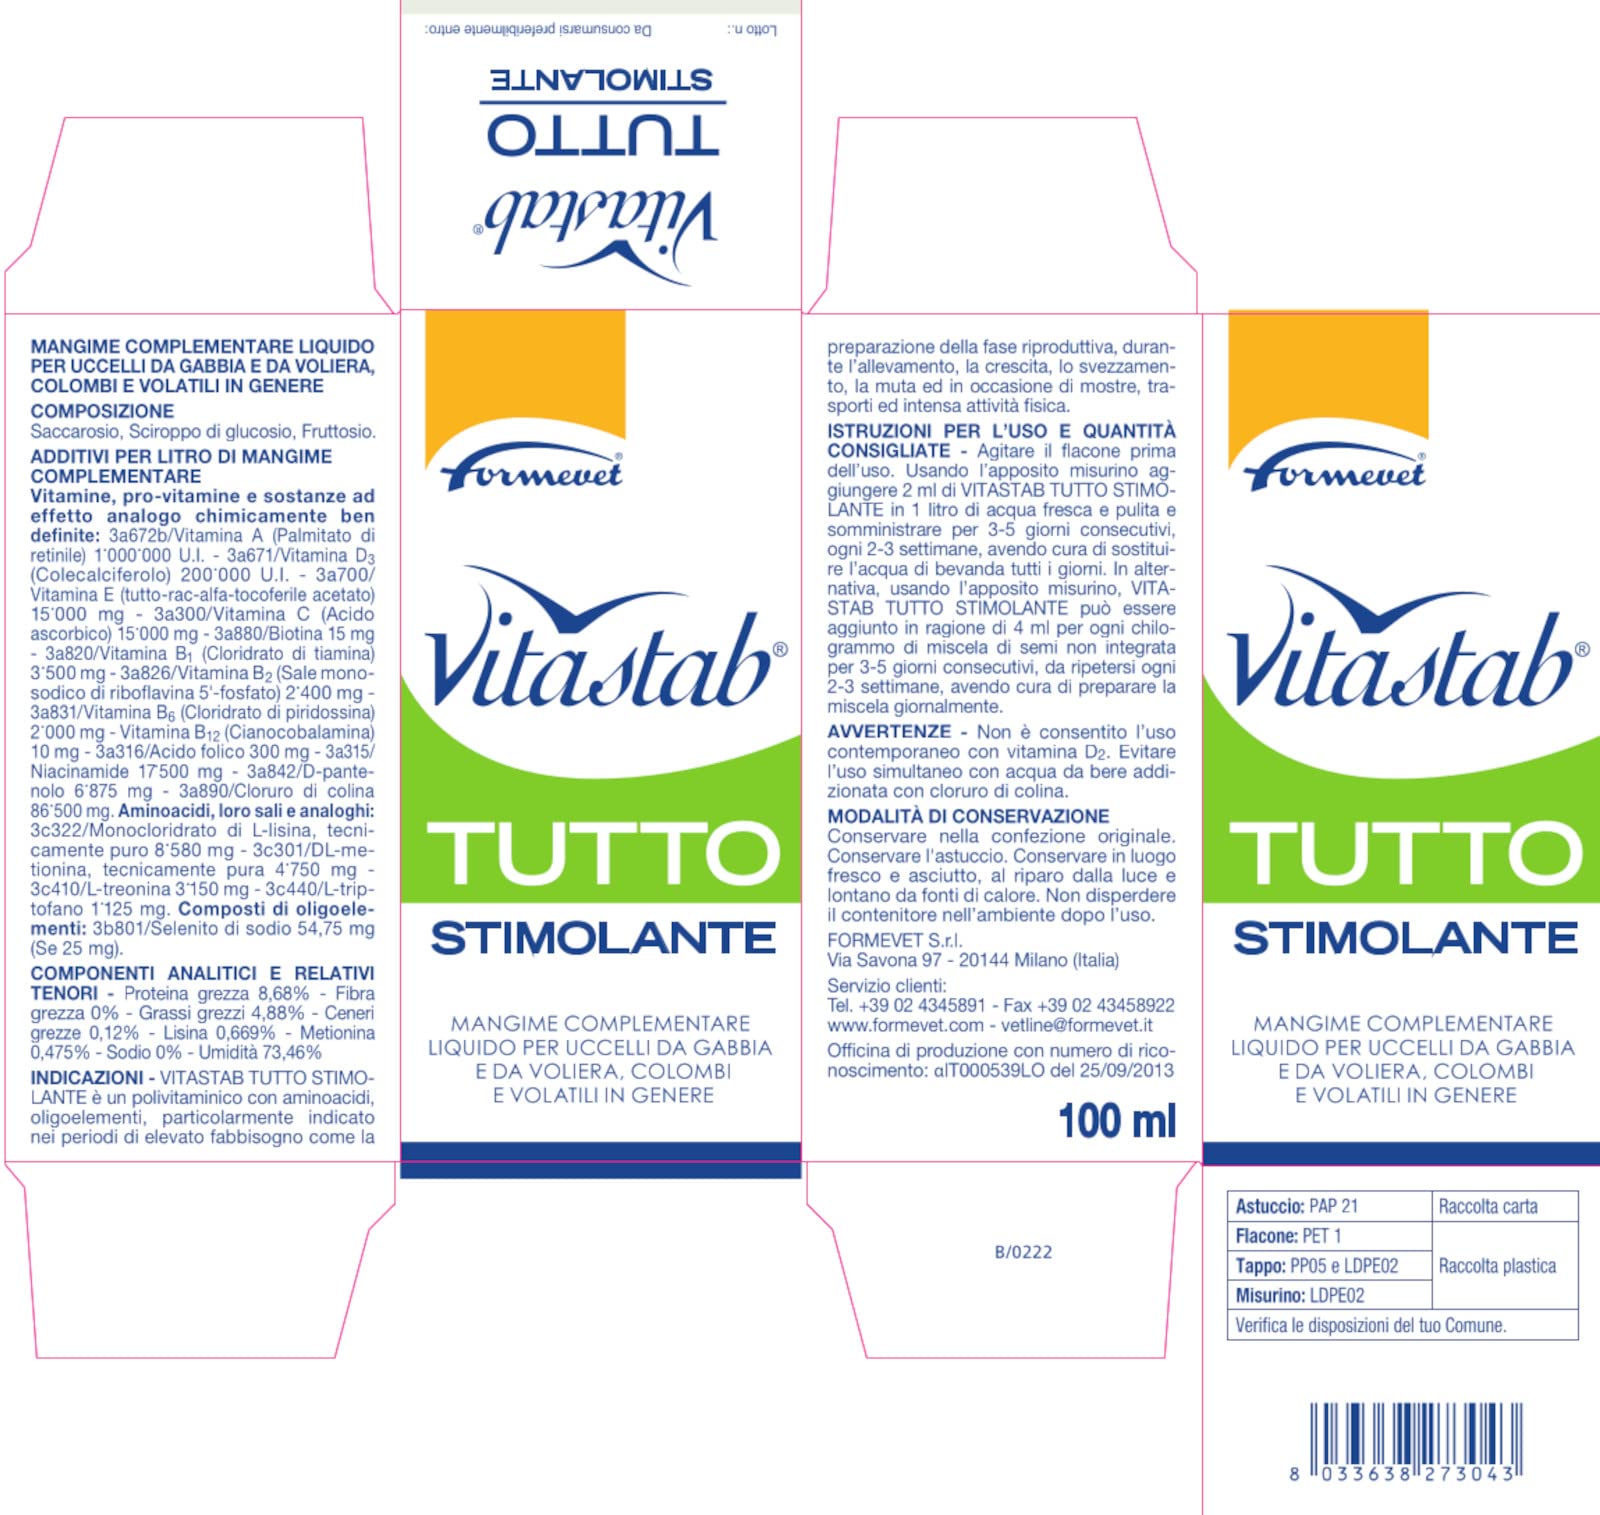 Lotto n.: Da consumarsi preferibilmente entro:
Vitastab®
TUTTO
STIMOLANTE
MANGIME COMPLEMENTARE LIQUIDO
PER UCCELLI DA GABBIA E DA VOLIERA,
COLOMBI E VOLATILI IN GENERE
COMPOSIZIONE
Saccarosio, Sciroppo di glucosio, Fruttosio.
ADDITIVI PER LITRO DI MANGIME
COMPLEMENTARE
Vitamine, pro-vitamine e sostanze ad
effetto analogo chimicamente ben
definite: 3a672b/Vitamina A (Palmitato di
retinile) 1˙000˙000 U.I. - 3a671/Vitamina D3
(Colecalciferolo) 200˙000 U.I. - 3a700/
Vitamina E (tutto-rac-alfa-tocoferile acetato)
15˙000 mg - 3a300/Vitamina C (Acido
ascorbico) 15˙000 mg - 3a880/Biotina 15 mg
- 3a820/Vitamina B1 (Cloridrato di tiamina)
3˙500 mg - 3a826/Vitamina B2 (Sale mono-
sodico di riboflavina 5'-fosfato) 2˙400 mg -
3a831/Vitamina B6 (Cloridrato di piridossina)
2˙000 mg - Vitamina B12 (Cianocobalamina)
10 mg - 3a316/Acido folico 300 mg - 3a315/
Niacinamide 17˙500 mg - 3a842/D-pante-
nolo 6˙875 mg - 3a890/Cloruro di colina
86˙500 mg. Aminoacidi, loro sali e analoghi:
3c322/Monocloridrato di L-lisina, tecni-
camente puro 8˙580 mg - 3c301/DL-me-
tionina, tecnicamente pura 4˙750 mg -
3c410/L-treonina 3˙150 mg - 3c440/L-trip-
tofano 1˙125 mg. Composti di oligoele-
menti: 3b801/Selenito di sodio 54,75 mg
(Se 25 mg).
COMPONENTI ANALITICI E RELATIVI
TENORI - Proteina grezza 8,68% - Fibra
grezza 0% - Grassi grezzi 4,88% - Ceneri
grezze 0,12% - Lisina 0,669% - Metionina
0,475% - Sodio 0% - Umidità 73,46%
INDICAZIONI - VITASTAB TUTTO STIMO-
LANTE è un polivitaminico con aminoacidi,
oligoelementi, particolarmente indicato
nei periodi di elevato fabbisogno come la
formevet®
Vitastab®
TUTTO
STIMOLANTE
MANGIME COMPLEMENTARE
LIQUIDO PER UCCELLI DA GABBIA
E DA VOLIERA, COLOMBI
E VOLATILI IN GENERE
preparazione della fase riproduttiva, duran-
te l'allevamento, la crescita, lo svezzamen-
to, la muta ed in occasione di mostre, tra-
sporti ed intensa attività fisica.
ISTRUZIONI PER L'USO E QUANTITÀ
CONSIGLIATE - Agitare il flacone prima
dell'uso. Usando l'apposito misurino ag-
giungere 2 ml di VITASTAB TUTTO STIMO-
LANTE in 1 litro di acqua fresca e pulita e
somministrare per 3-5 giorni consecutivi,
ogni 2-3 settimane, avendo cura di sostitui-
re l'acqua di bevanda tutti i giorni. In alter-
nativa, usando l'apposito misurino, VITA-
STAB TUTTO STIMOLANTE può essere
aggiunto in ragione di 4 ml per ogni chilo-
grammo di miscela di semi non integrata
per 3-5 giorni consecutivi, da ripetersi ogni
2-3 settimane, avendo cura di preparare la
miscela giornalmente.
AVVERTENZE - Non è consentito l'uso
contemporaneo con vitamina D2. Evitare
l'uso simultaneo con acqua da bere addi-
zionata con cloruro di colina.
MODALITÀ DI CONSERVAZIONE
Conservare nella confezione originale.
Conservare l'astuccio. Conservare in luogo
fresco e asciutto, al riparo dalla luce e
lontano da fonti di calore. Non disperdere
il contenitore nell'ambiente dopo l'uso.
FORMEVET S.r.l.
Via Savona 97 - 20144 Milano (Italia)
Servizio clienti:
Tel. +39 02 4345891 - Fax +39 02 43458922
www.formevet.com - vetline@formevet.it
Officina di produzione con numero di rico-
noscimento: αIT000539LO del 25/09/2013
100 ml
B/0222
formevet®
Vitastab®
TUTTO
STIMOLANTE
MANGIME COMPLEMENTARE
LIQUIDO PER UCCELLI DA GABBIA
E DA VOLIERA, COLOMBI
E VOLATILI IN GENERE
Astuccio: PAP 21 Raccolta carta
Flacone: PET 1
Tappo: PP05 e LDPE02 Raccolta plastica
Misurino: LDPE02
Verifica le disposizioni del tuo Comune.
8 033638 273043